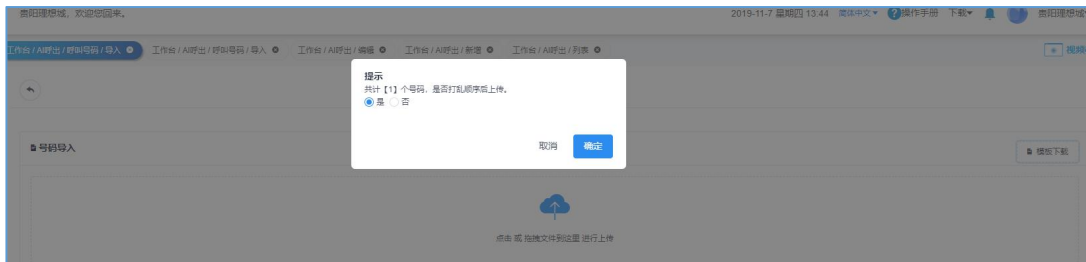 贵阳理想城，欢迎您回来。
2019-11-7 星期四 13:44 简体中文 操作手册 下载 贵阳理想城
工作台 / AI呼出 / 呼叫号码 / 导入 工作台 / AI呼出 / 呼叫号码 / 导入 工作台 / AI呼出 / 编辑 工作台 / AI呼出 / 新增 工作台 / AI呼出 / 列表 视频
提示
共计【1】个号码，是否打乱顺序后上传。
是 否
取消 确定
号码导入
模板下载
点击 或 拖拽文件到这里 进行上传